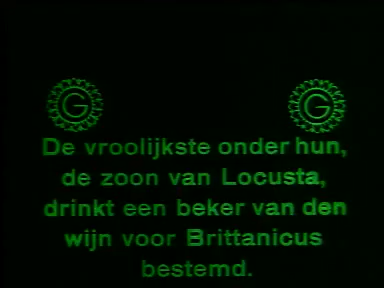 G G
De vroolijkste onder hun,
de zoon van Locusta,
drinkt een beker van den
wijn voor Brittanicus
bestemd.